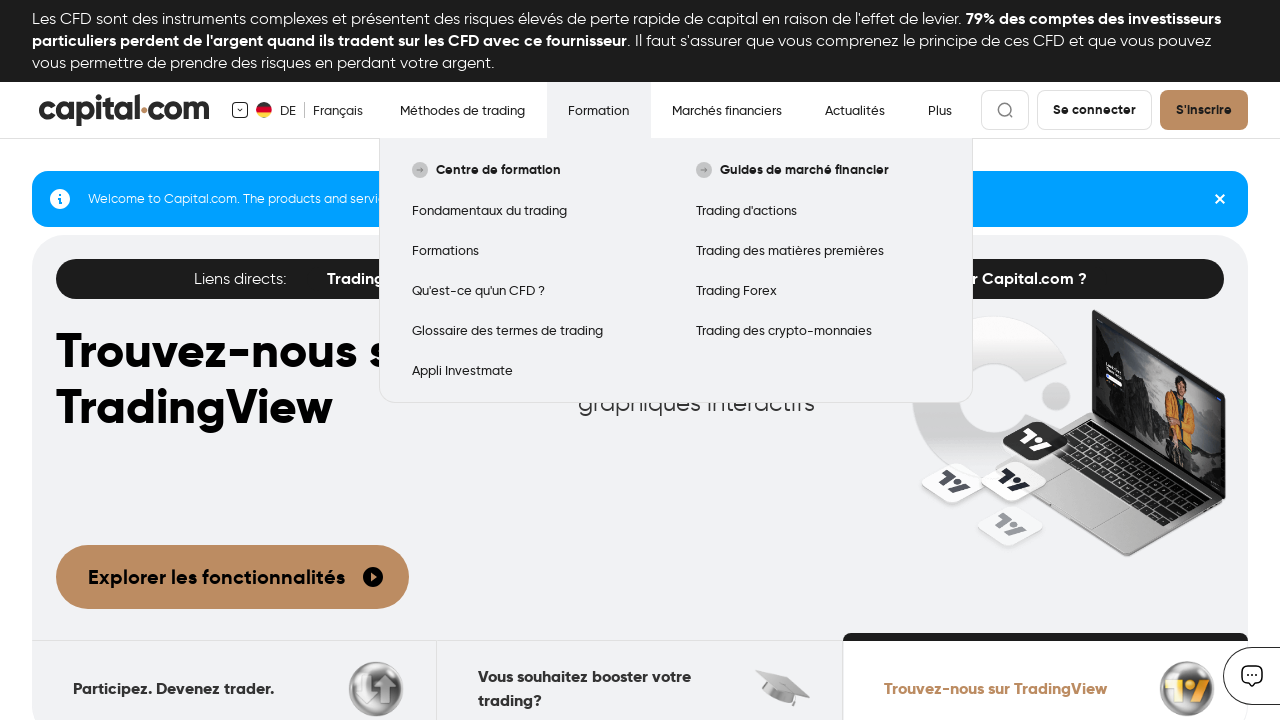 Les CFD sont des instruments complexes et présentent des risques élevés de perte rapide de capital en raison de l'effet de levier. 79% des comptes des investisseurs
particuliers perdent de l'argent quand ils tradent sur les CFD avec ce fournisseur. Il faut s'assurer que vous comprenez le principe de ces CFD et que vous pouvez
vous permettre de prendre des risques en perdant votre argent.
capital.com DE Français Méthodes de trading Formation Marchés financiers Actualités Plus Se connecter S'inscrire
Centre de formation
Fondamentaux du trading
Formations
Qu'est-ce qu'un CFD ?
Glossaire des termes de trading
Appli Investmate
Guides de marché financier
Trading d'actions
Trading des matières premières
Trading Forex
Trading des crypto-monnaies
Welcome to Capital.com. The products and servi
Liens directs: Trading r Capital.com ?
Trouvez-nous s
TradingView
graphiques interactifs
Explorer les fonctionnalités
Participez. Devenez trader.
Vous souhaitez booster votre
trading?
Trouvez-nous sur TradingView